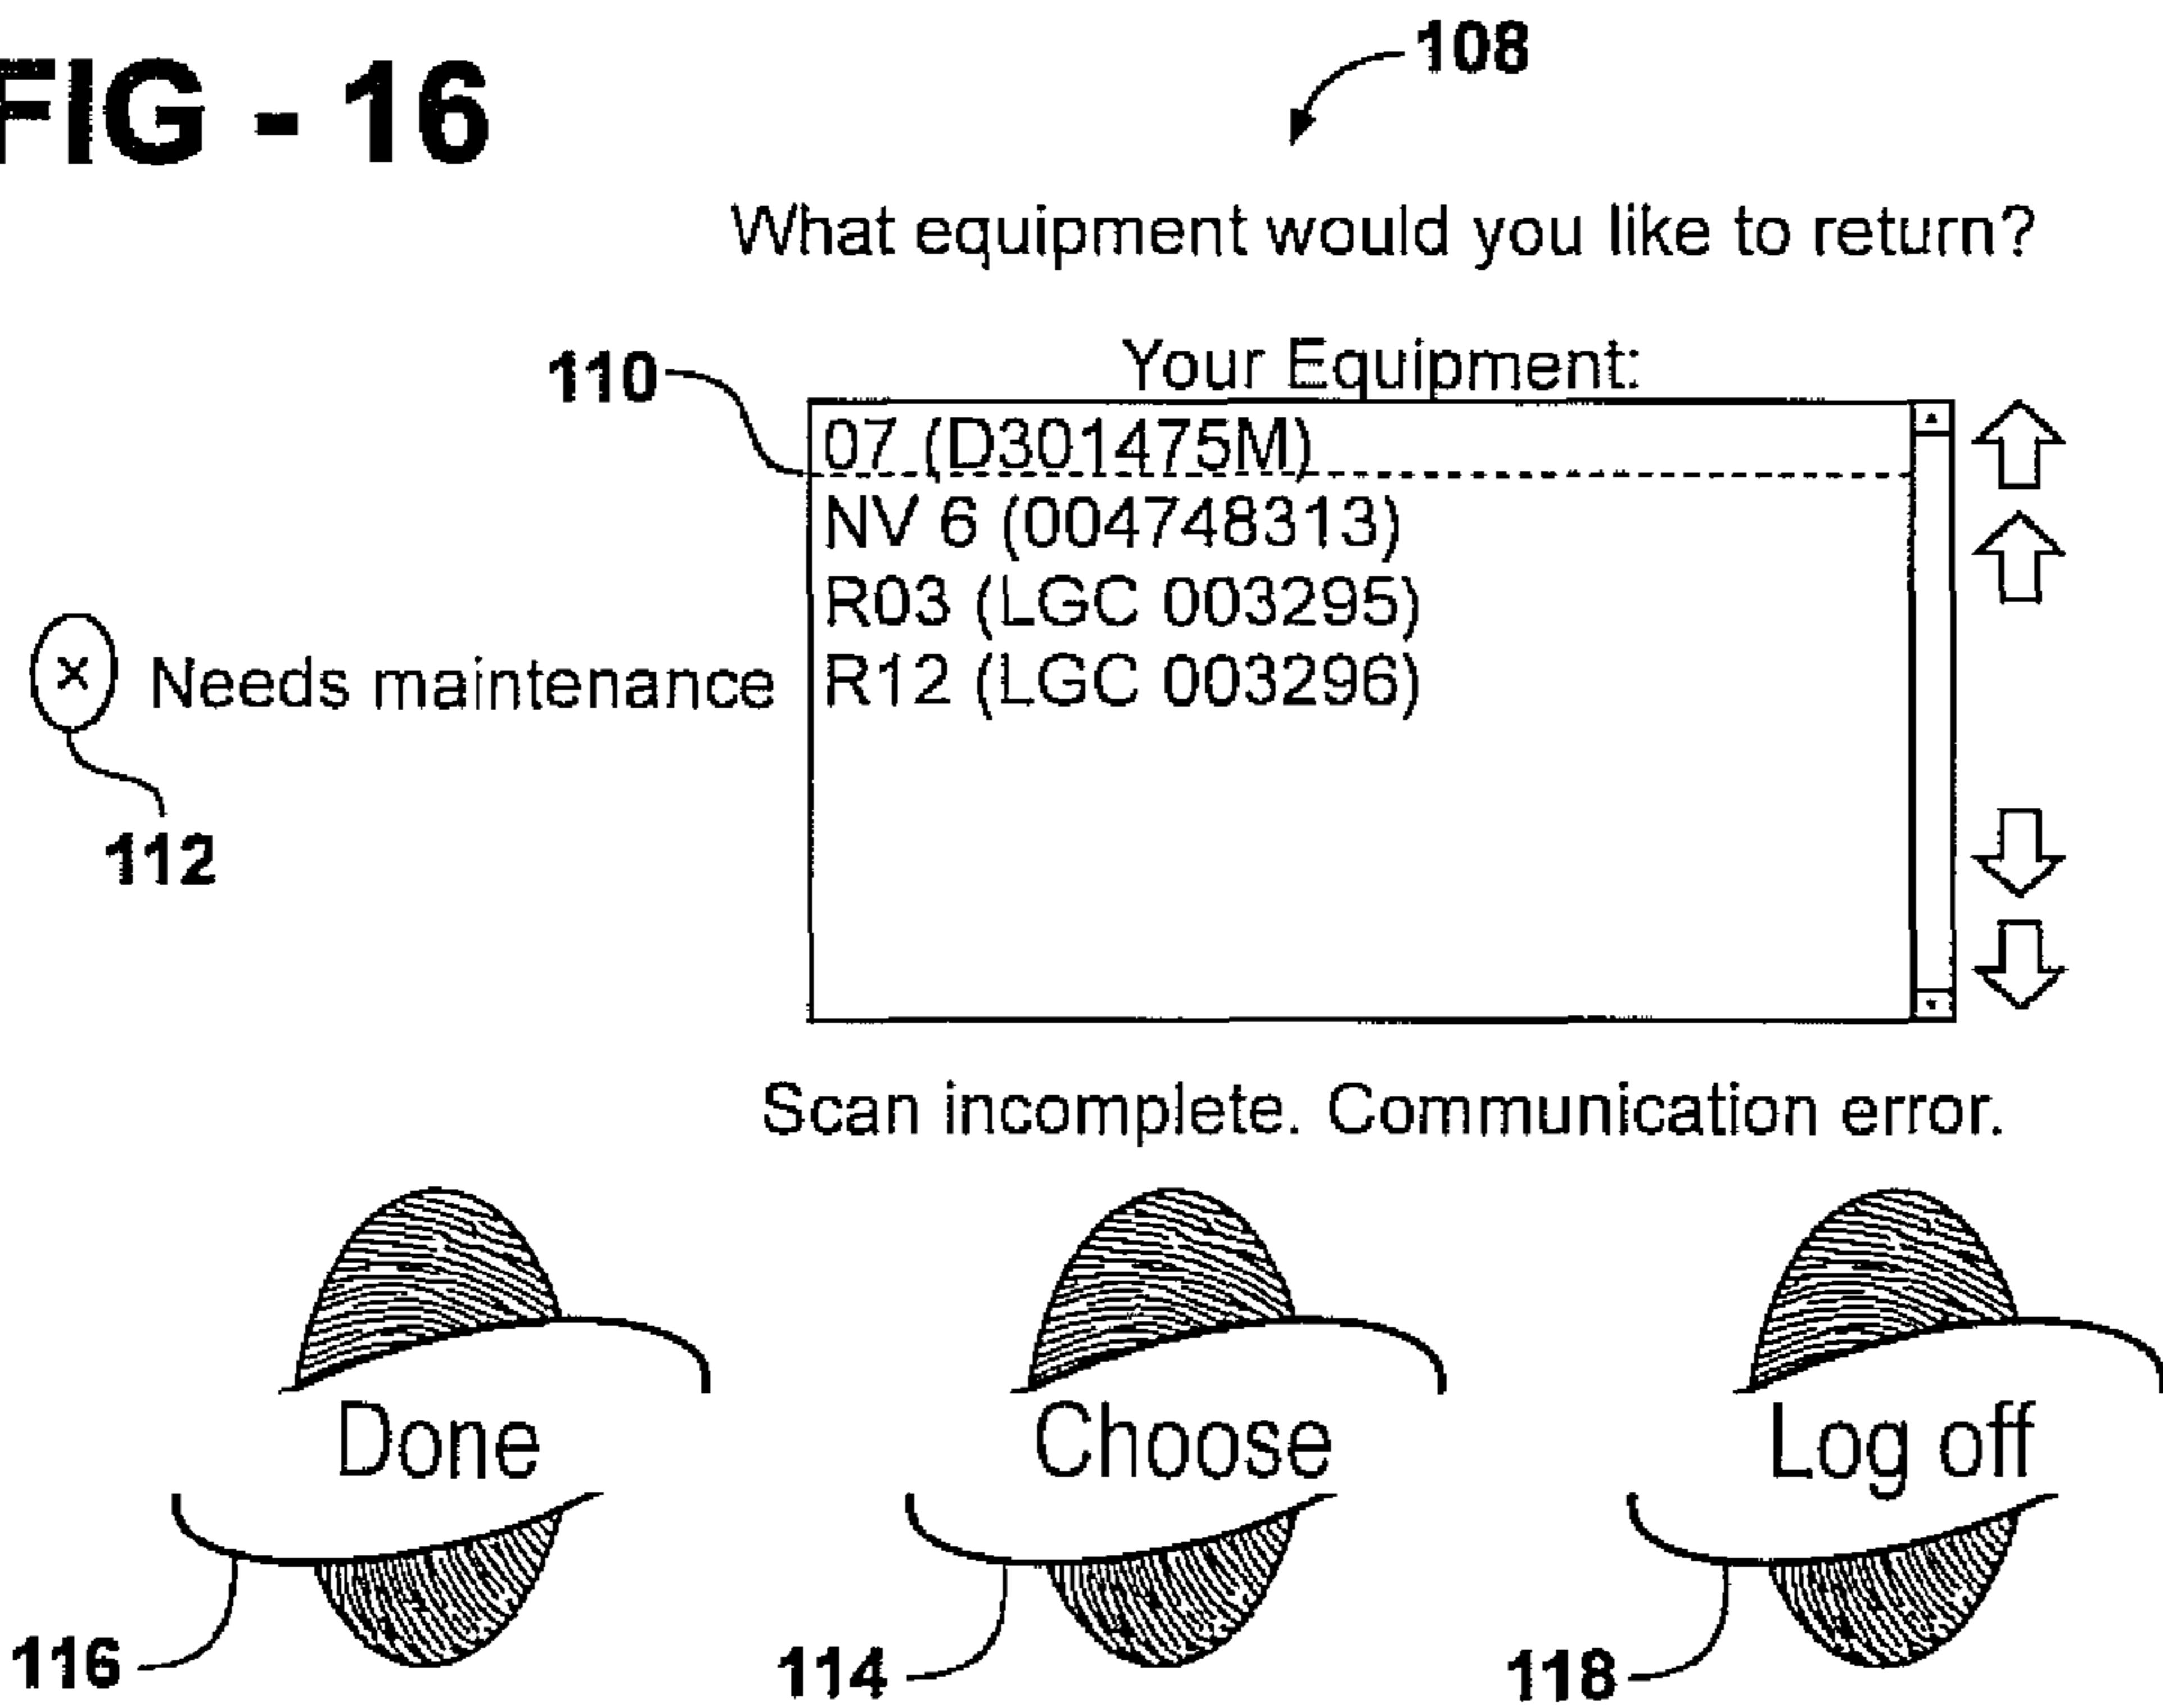 FIG - 16
108
What equipment would you like to return?
110
Your Equipment:
07 (D301475M)
NV 6 (004748313)
R03 (LGC 003295)
X Needs maintenance
R12 (LGC 003296)
112
Scan incomplete. Communication error.
Done
Choose
Log off
116
114
118